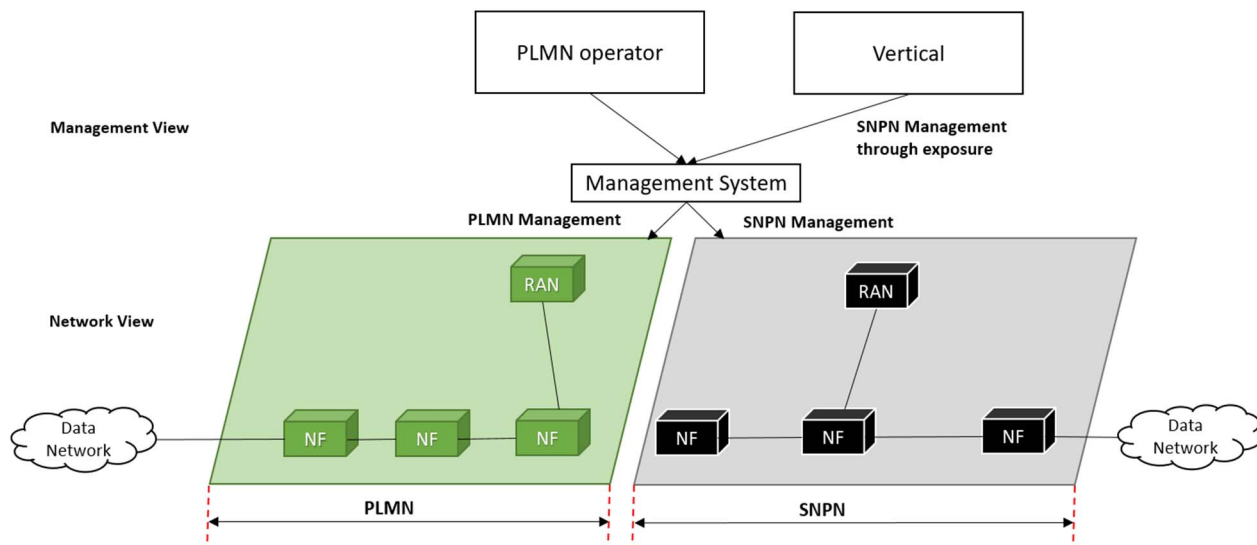 PLMN operator
Vertical
Management View
SNPN Management
through exposure
Management System
PLMN Management
SNPN Management
RAN
RAN
Network View
Data
Network
NF
NF
NF
NF
NF
NF
Data
Network
PLMN
SNPN